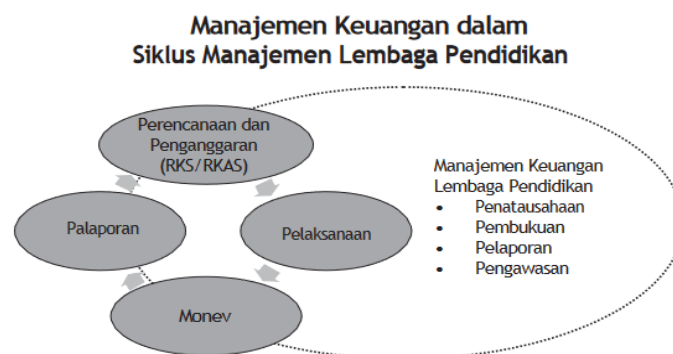 Manajemen Keuangan dalam
Siklus Manajemen Lembaga Pendidikan
Perencanaan dan
Penganggaran
(RKS/RKAS)
Manajemen Keuangan
Lembaga Pendidikan
• Penatausahaan
• Pembukuan
• Pelaporan
• Pengawasan
Palaporan
Pelaksanaan
Monev